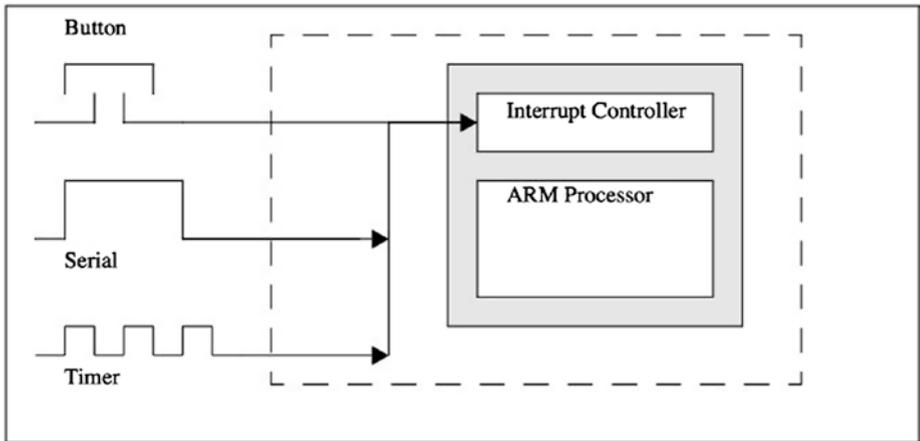 Button
Interrupt Controller
ARM Processor
Serial
Timer